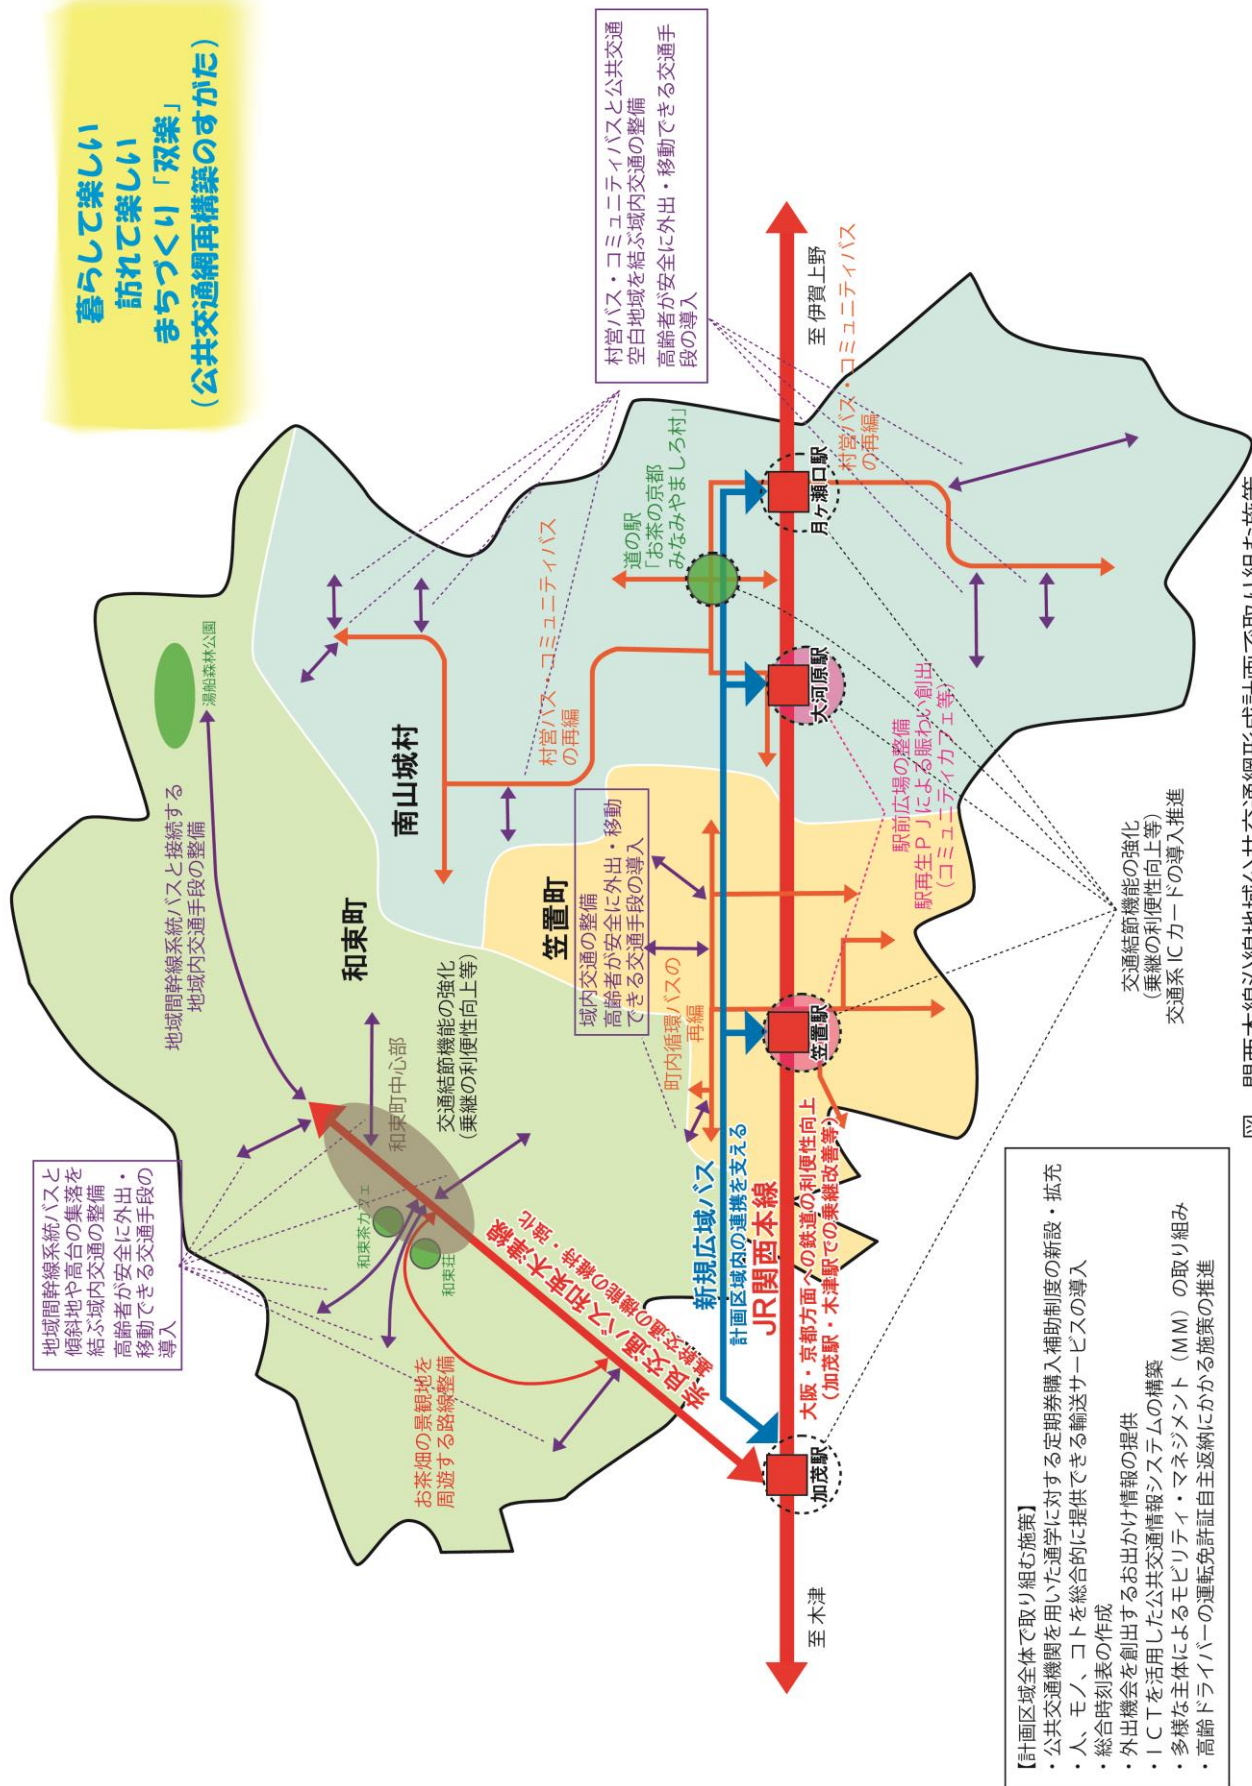 暮らして楽しい
訪れて楽しい
まちづくり「双楽」
(公共交通網再構築のすがた)
地域間幹線系統バスと
傾斜地や高台の集落を
結ぶ域内交通の整備
高齢者が安全に外出・
移動できる交通手段の
導入
地域間幹線系統バスと接続する
地域内交通手段の整備
湯船森林公園
村営バス・コミュニティバスと公共交通
空白地域を結ぶ域内交通の整備
高齢者が安全に外出・移動できる交通手
段の導入
和束町
南山城村
和束町中心部
交通結節機能の強化
(乗継の利便性向上等)
和束茶カフェ
和束荘
お茶畑の景観地を
周遊する路線整備
奈良交通バス和束木津線
基幹交通の機能の維持・強化
笠置町
域内交通の整備
高齢者が安全に外出・移動
できる交通手段の導入
町内循環バスの
再編
村営バス・コミュニティバス
の再編
道の駅
「お茶の京都
みなみやましろ村」
新規広域バス
計画区域内の連携を支える
JR関西本線
大阪・京都方面への鉄道の利便性向上
(加茂駅・木津駅での乗継改善等)
至 木津
加茂駅
笠置駅
大河原駅
月ヶ瀬口駅
至 伊賀上野
村営バス・コミュニティバス
の再編
駅前広場の整備
駅再生PJによる賑わい創出
(コミュニティカフェ等)
交通結節機能の強化
(乗継の利便性向上等)
交通系ICカードの導入推進
【計画区域全体で取り組む施策】
・公共交通機関を用いた通学に対する定期券購入補助制度の新設・拡充
・人、モノ、コトを総合的に提供できる輸送サービスの導入
・総合時刻表の作成
・外出機会を創出するお出かけ情報の提供
・ICTを活用した公共交通情報システムの構築
・多様な主体によるモビリティ・マネジメント(MM)の取り組み
・高齢ドライバーの運転免許証自主返納にかかる施策の推進
図 関西本線沿線地域公共交通網形成計画で取り組む施策